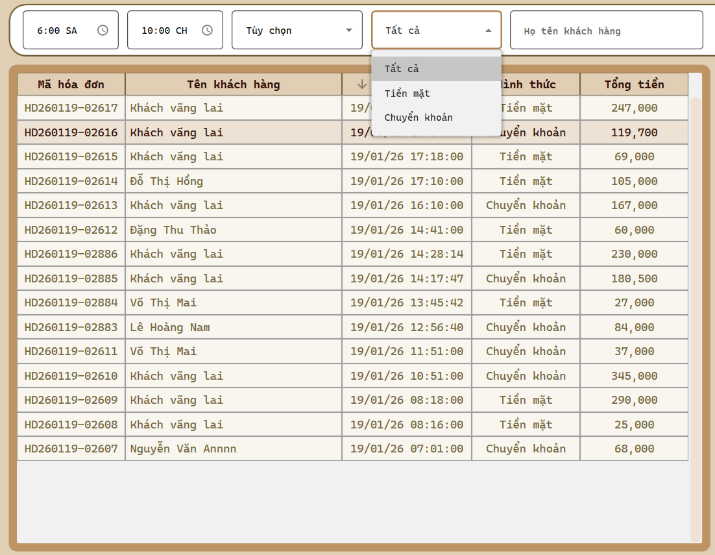 6:00 SA 10:00 CH Tùy chọn Tất cả Họ tên khách hàng
Tất cả
Tiền mặt
Chuyển khoản
Mã hóa đơn Tên khách hàng thức Tổng tiền
HD260119-02617 Khách vãng lai Tiền mặt 247,000
HD260119-02616 Khách vãng lai 119,700
HD260119-02615 Khách vãng lai 19/01/26 17:18:00 Tiền mặt 69,000
HD260119-02614 Đỗ Thị Hồng 19/01/26 17:10:00 Tiền mặt 105,000
HD260119-02613 Khách vãng lai 19/01/26 16:10:00 Chuyển khoản 167,000
HD260119-02612 Đặng Thu Thảo 19/01/26 14:41:00 Tiền mặt 60,000
HD260119-02886 Khách vãng lai 19/01/26 14:28:14 Tiền mặt 230,000
HD260119-02885 Khách vãng lai 19/01/26 14:17:47 Chuyển khoản 180,500
HD260119-02884 Võ Thị Mai 19/01/26 13:45:42 Tiền mặt 27,000
HD260119-02883 Lê Hoàng Nam 19/01/26 12:56:40 Chuyển khoản 84,000
HD260119-02611 Võ Thị Mai 19/01/26 11:51:00 Chuyển khoản 37,000
HD260119-02610 Khách vãng lai 19/01/26 10:51:00 Chuyển khoản 345,000
HD260119-02609 Khách vãng lai 19/01/26 08:18:00 Tiền mặt 290,000
HD260119-02608 Khách vãng lai 19/01/26 08:16:00 Tiền mặt 25,000
HD260119-02607 Nguyễn Văn Annnn 19/01/26 07:01:00 Chuyển khoản 68,000